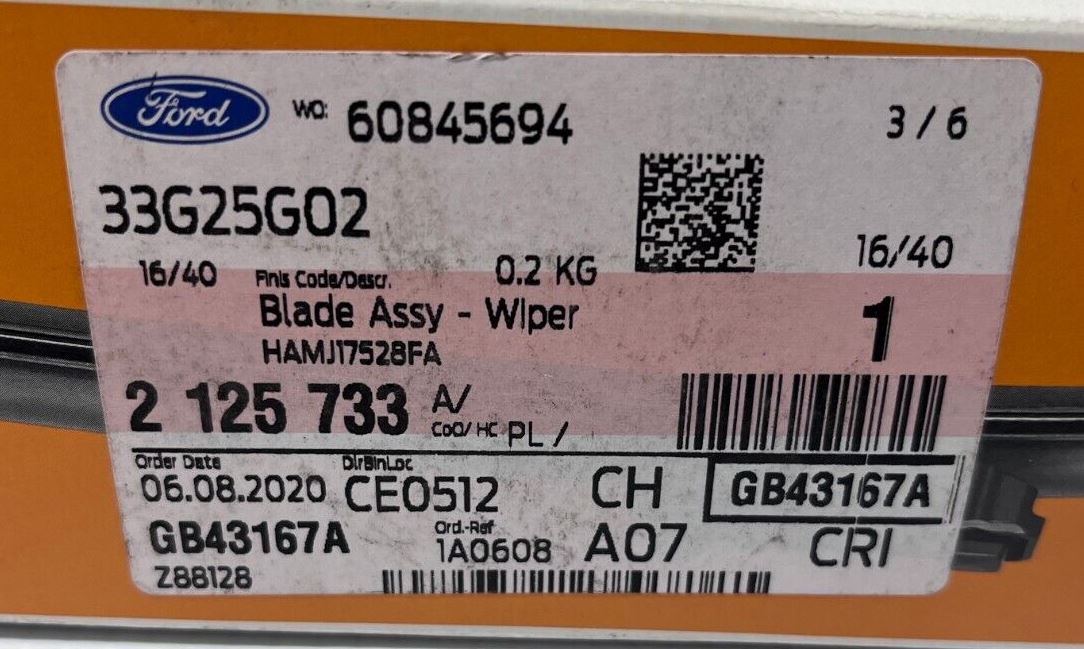 Ford WO: 60845694 3 / 6
33G25G02
16/40 Finis Code/Descr. 0.2 KG 16/40
Blade Assy - Wiper 1
HAMJ17528FA
2 125 733 A/ CoO/ HC PL /
Order Date DlrBinLoc
06.08.2020 CE0512 CH GB43167A
GB43167A Ord.-Ref 1A0608 A07 CRI
Z88128